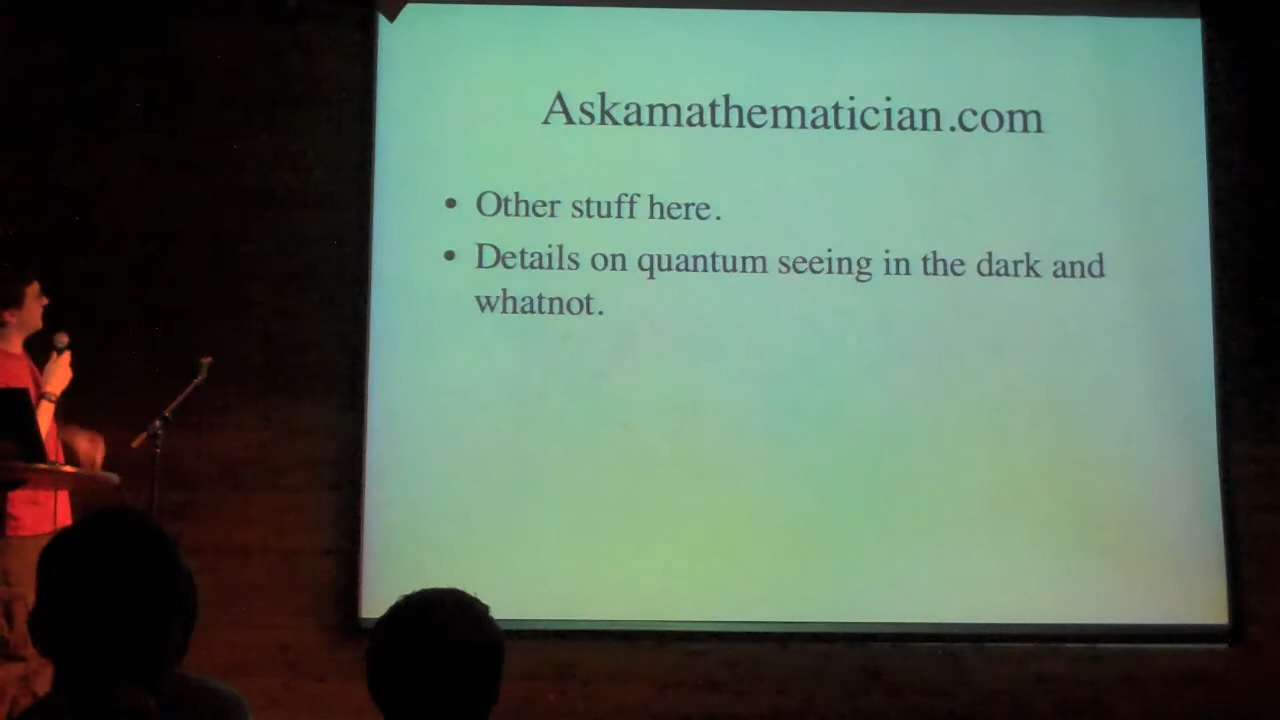 Askamathematician.com
• Other stuff here.
• Details on quantum seeing in the dark and
whatnot.